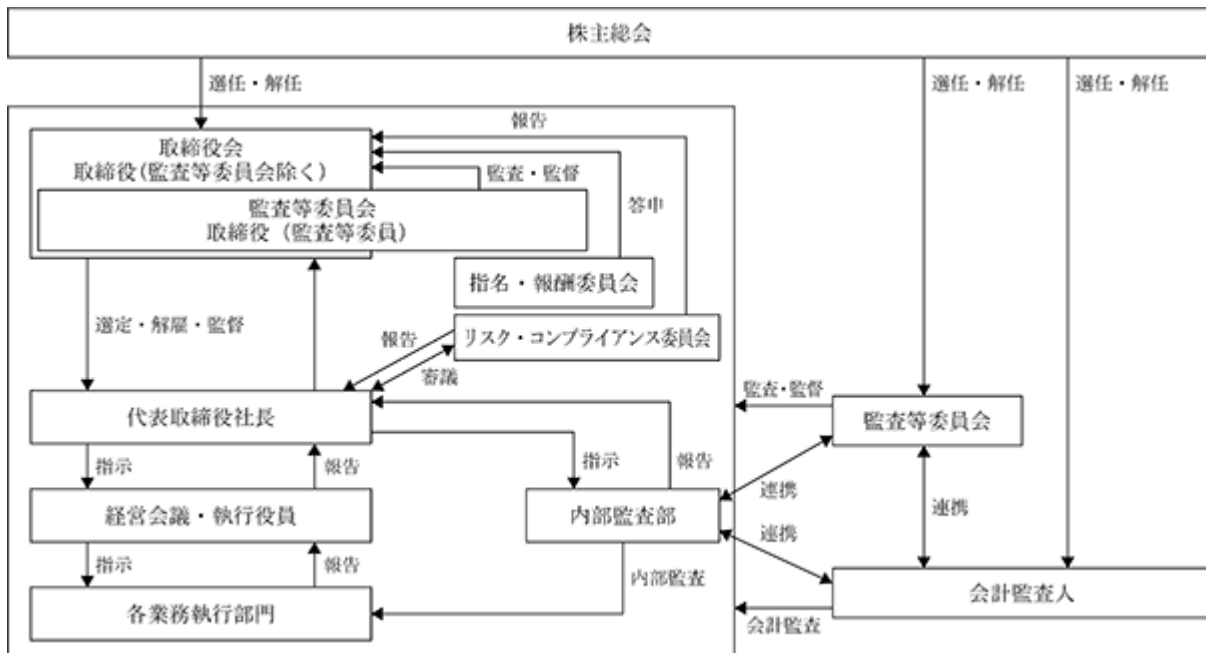 株主総会
選任・解任
選任・解任
選任・解任
報告
取締役会
取締役(監査等委員会除く)
監査・監督
答申
監査等委員会
取締役（監査等委員）
指名・報酬委員会
選定・解雇・監督
リスク・コンプライアンス委員会
報告
審議
代表取締役社長
監査・監督
監査等委員会
指示
報告
指示
報告
連携
連携
経営会議・執行役員
内部監査部
連携
指示
報告
内部監査
会計監査人
各業務執行部門
会計監査